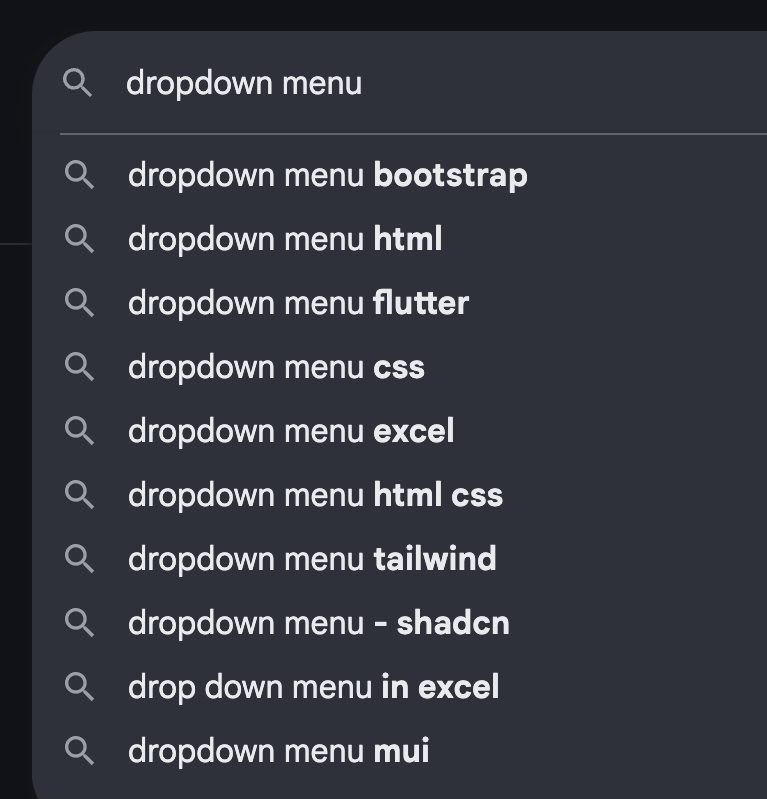 dropdown menu
dropdown menu bootstrap
dropdown menu html
dropdown menu flutter
dropdown menu css
dropdown menu excel
dropdown menu html css
dropdown menu tailwind
dropdown menu - shadcn
drop down menu in excel
dropdown menu mui